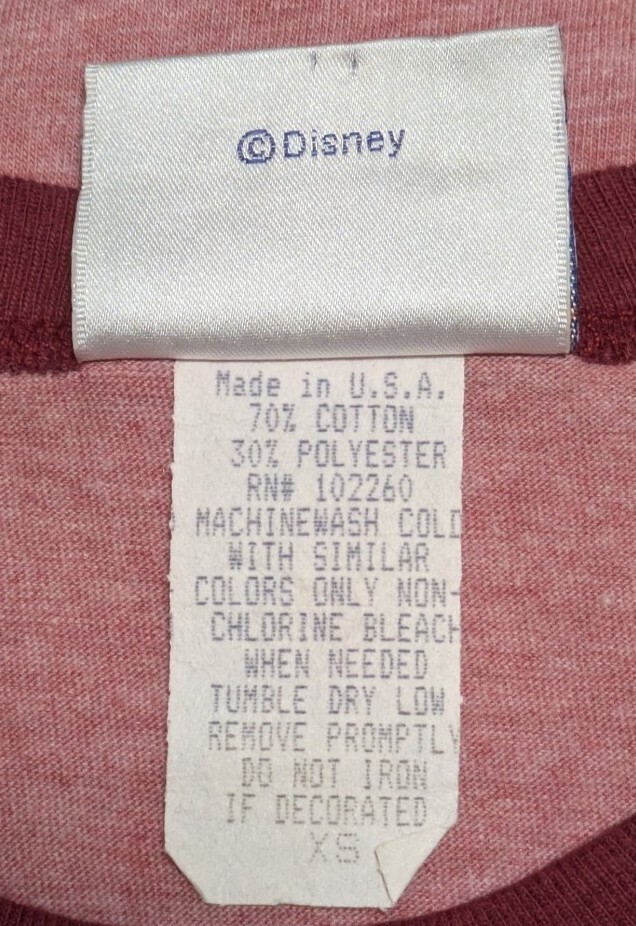 ©Disney
Made in U.S.A.
70% COTTON
30% POLYESTER
RN# 102260
MACHINEWASH COLD
WITH SIMILAR
COLORS ONLY NON-
CHLORINE BLEACH
WHEN NEEDED
TUMBLE DRY LOW
REMOVE PROMPTLY
DO NOT IRON
IF DECORATED
XS